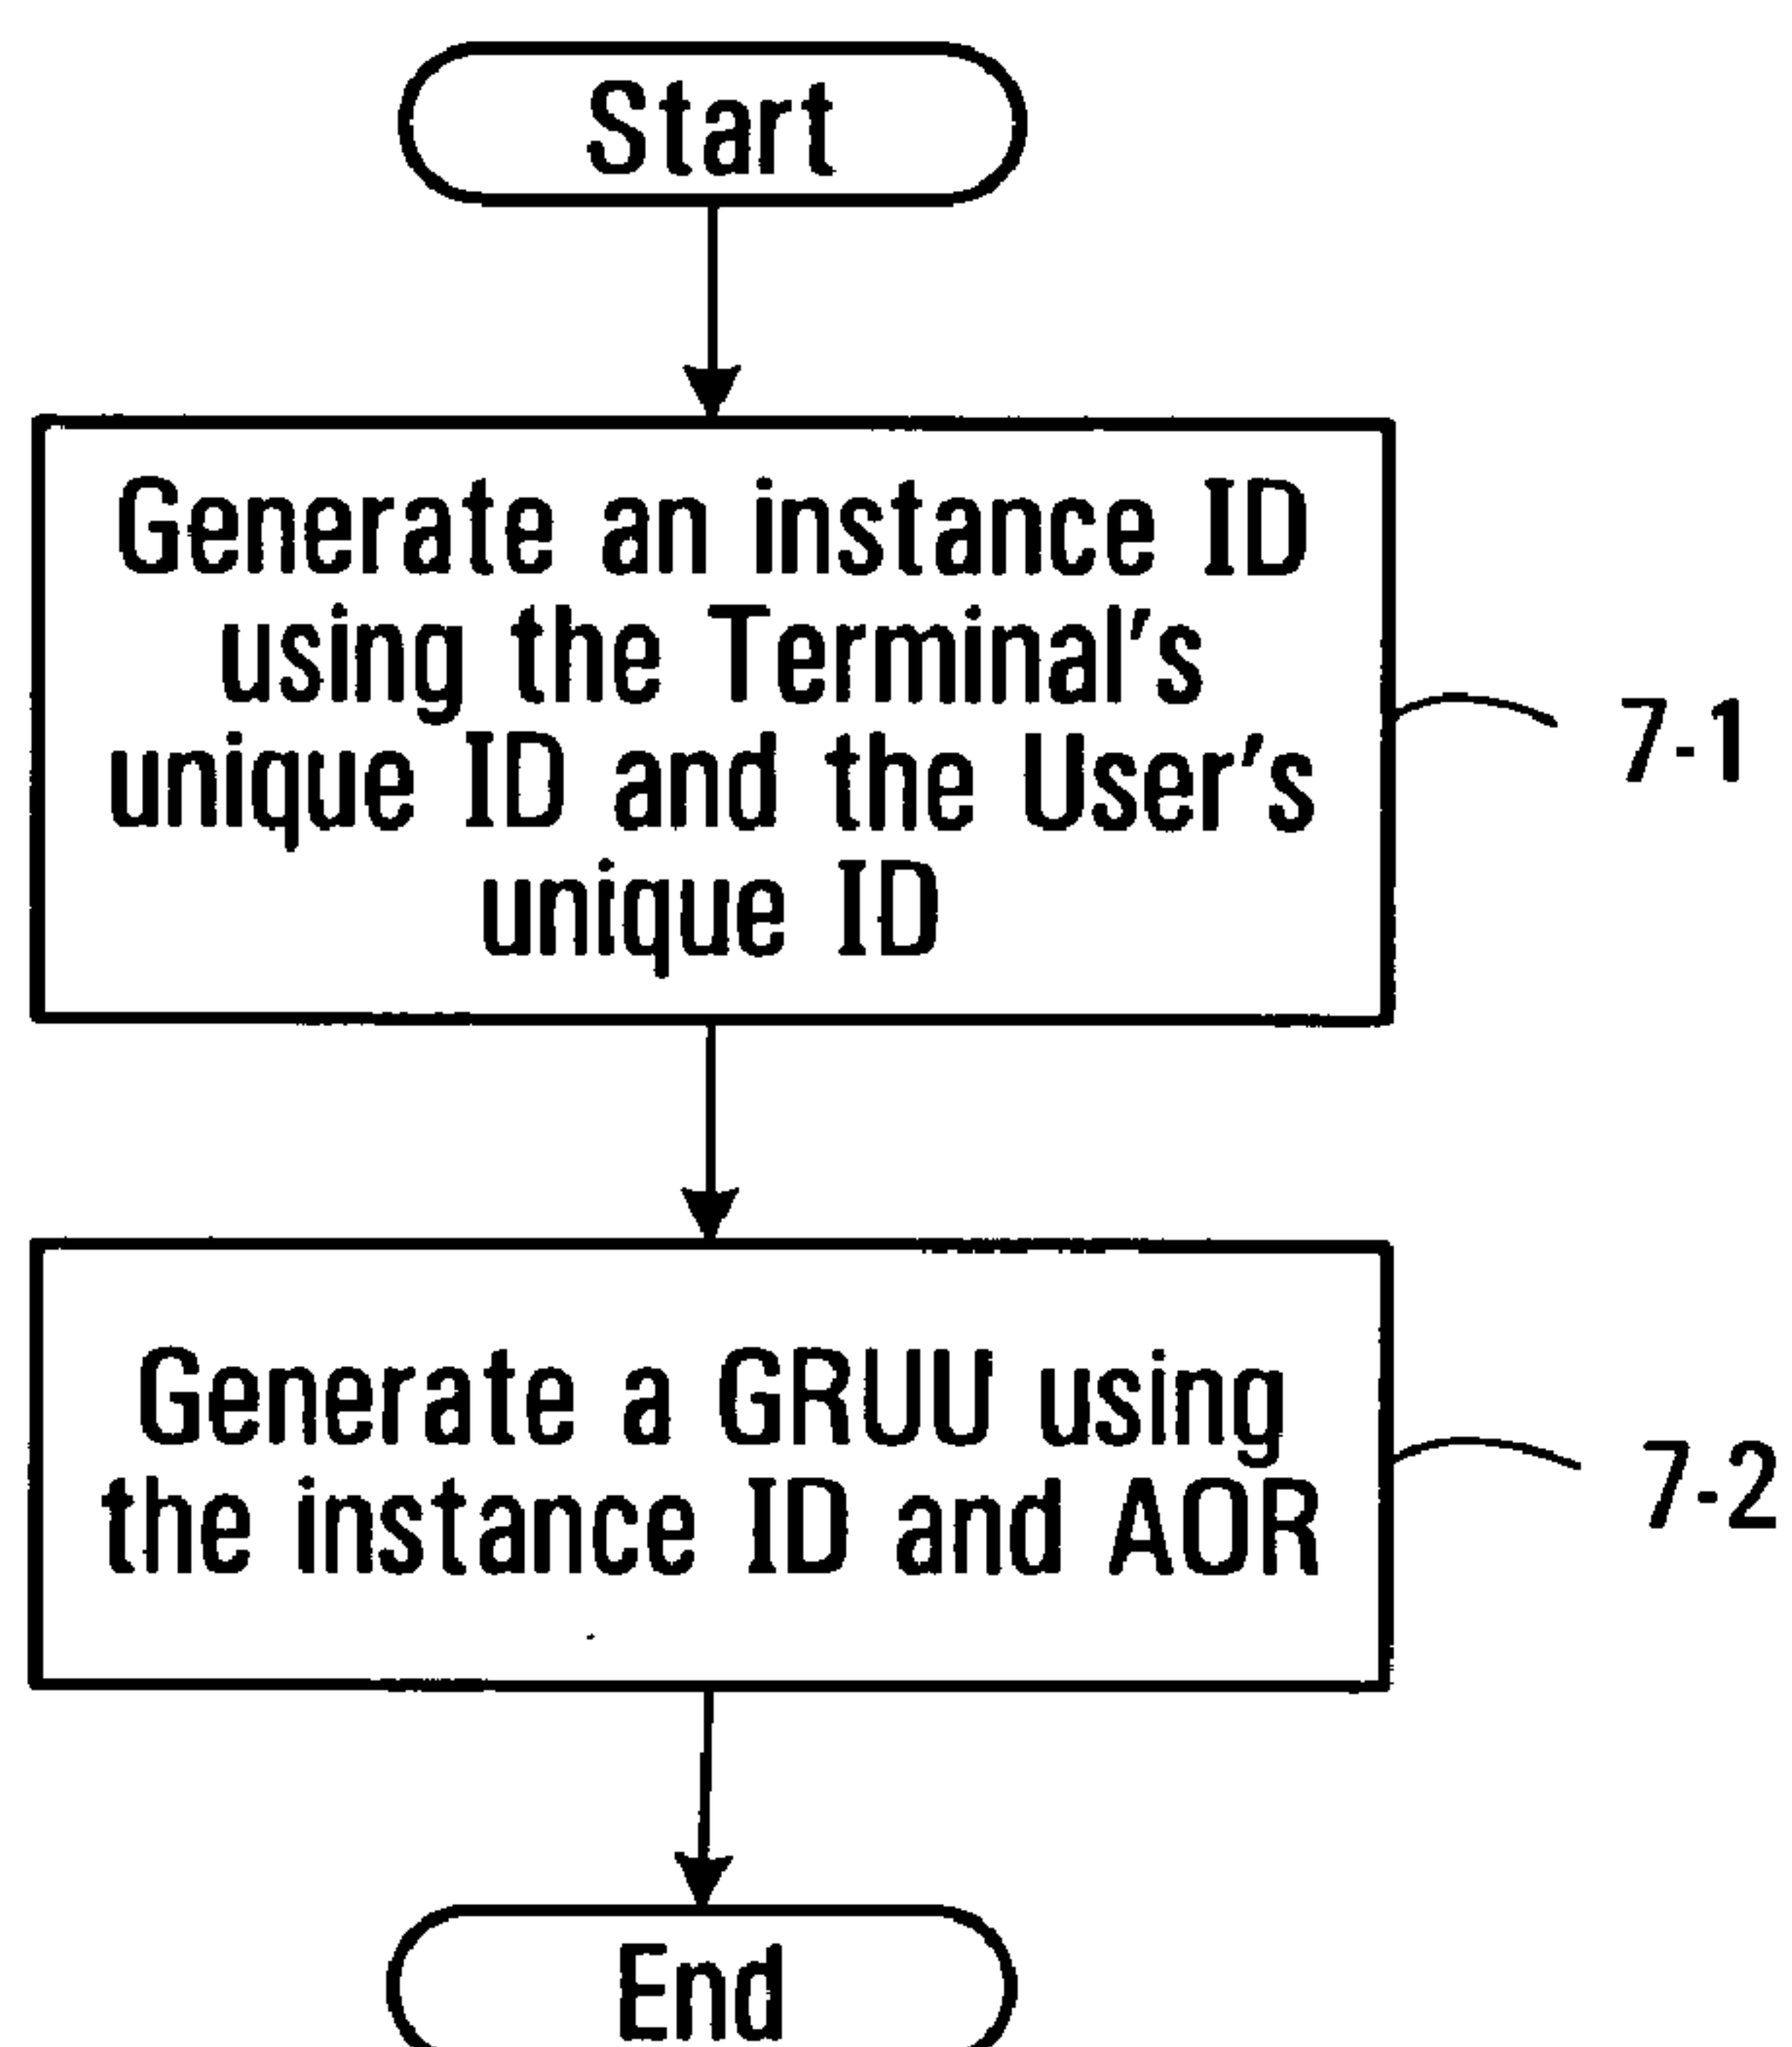 Start
Generate an instance ID
using the Terminal's
unique ID and the User's
unique ID
7-1
Generate a GRUU using
the instance ID and AOR
7-2
End